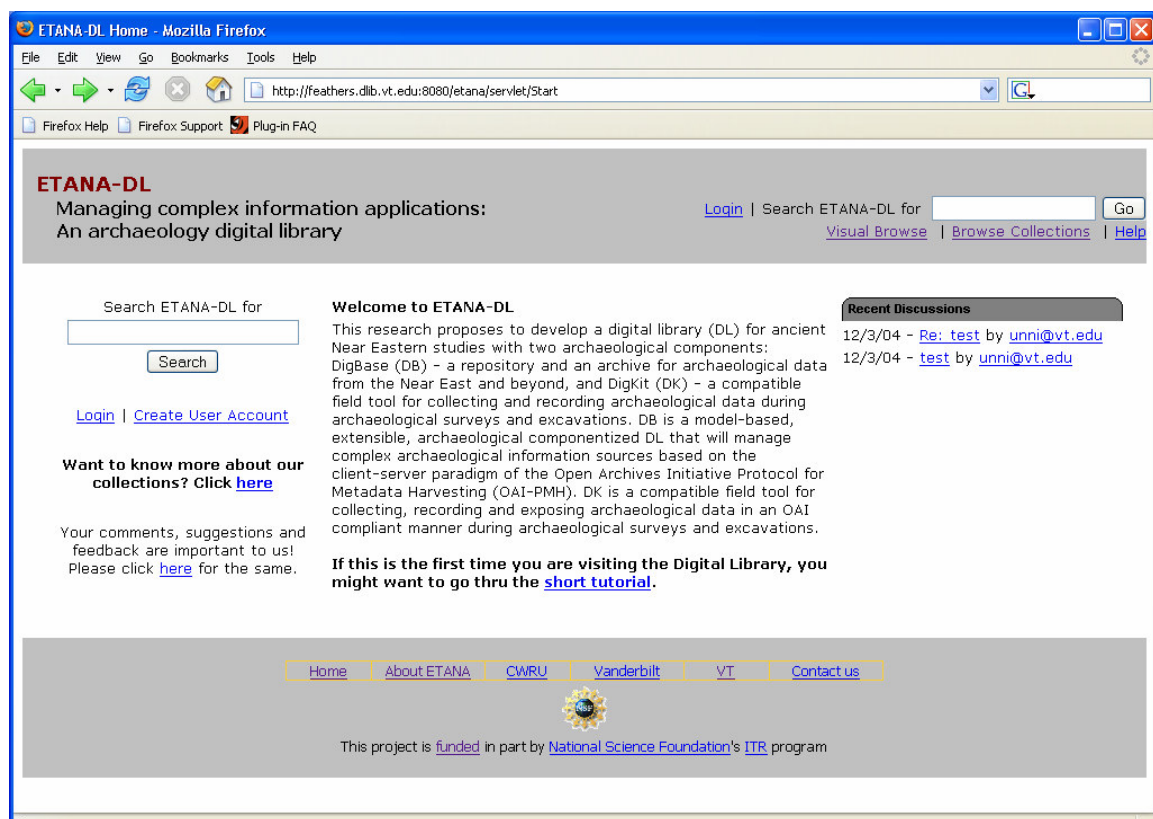 ETANA-DL Home - Mozilla Firefox
File Edit View Go Bookmarks Tools Help
http://feathers.dlib.vt.edu:8080/etana/servlet/Start
G
Firefox Help Firefox Support Plug-in FAQ
ETANA-DL
Managing complex information applications:
An archaeology digital library
Login | Search ETANA-DL for Go
Visual Browse | Browse Collections | Help
Search ETANA-DL for
Search
Login | Create User Account
Want to know more about our
collections? Click here
Your comments, suggestions and
feedback are important to us!
Please click here for the same.
Welcome to ETANA-DL
This research proposes to develop a digital library (DL) for ancient
Near Eastern studies with two archaeological components:
DigBase (DB) - a repository and an archive for archaeological data
from the Near East and beyond, and DigKit (DK) - a compatible
field tool for collecting and recording archaeological data during
archaeological surveys and excavations. DB is a model-based,
extensible, archaeological componentized DL that will manage
complex archaeological information sources based on the
client-server paradigm of the Open Archives Initiative Protocol for
Metadata Harvesting (OAI-PMH). DK is a compatible field tool for
collecting, recording and exposing archaeological data in an OAI
compliant manner during archaeological surveys and excavations.
If this is the first time you are visiting the Digital Library, you
might want to go thru the short tutorial.
Recent Discussions
12/3/04 - Re: test by unni@vt.edu
12/3/04 - test by unni@vt.edu
Home About ETANA CWRU Vanderbilt VT Contact us
NSF
This project is funded in part by National Science Foundation's ITR program